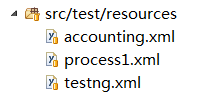 src/test/resources
accounting.xml
process1.xml
testng.xml